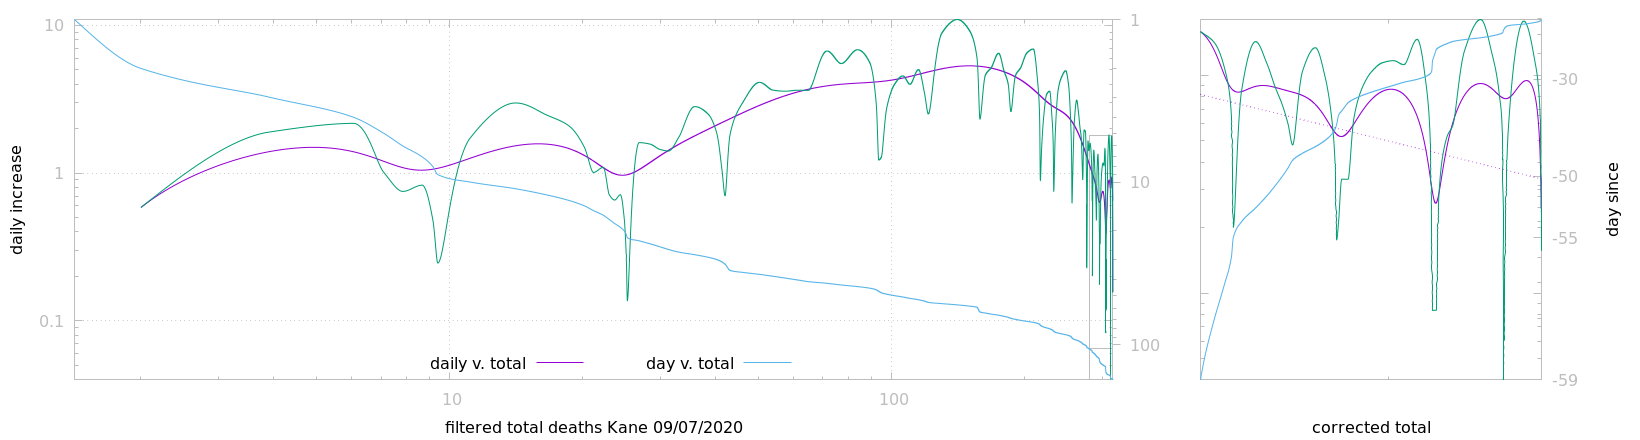 10
1
0.1
daily increase
daily v. total
day v. total
10
100
filtered total deaths Kane 09/07/2020
1
10
100
-30
-50
-55
-59
day since
corrected total